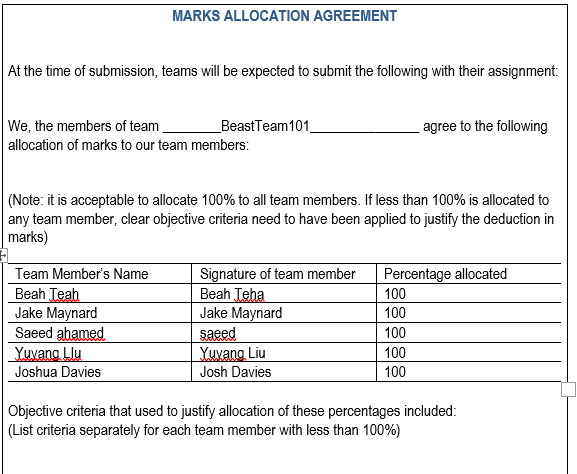 MARKS ALLOCATION AGREEMENT
At the time of submission, teams will be expected to submit the following with their assignment:
We, the members of team ________BeastTeam101_______________ agree to the following
allocation of marks to our team members:
(Note: it is acceptable to allocate 100% to all team members. If less than 100% is allocated to
any team member, clear objective criteria need to have been applied to justify the deduction in
marks)
Team Member's Name Signature of team member Percentage allocated
Beah Teah Beah Teha 100
Jake Maynard Jake Maynard 100
Saeed ahamed saeed 100
Yuvang LIu Yuvang Liu 100
Joshua Davies Josh Davies 100
Objective criteria that used to justify allocation of these percentages included:
(List criteria separately for each team member with less than 100%)